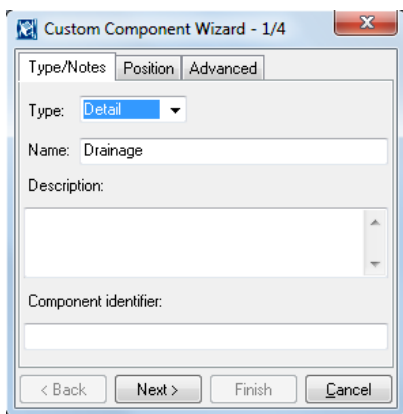 Custom Component Wizard - 1/4
Type/Notes Position Advanced
Type: Detail
Name: Drainage
Description:
Component identifier:
< Back Next > Finish Cancel